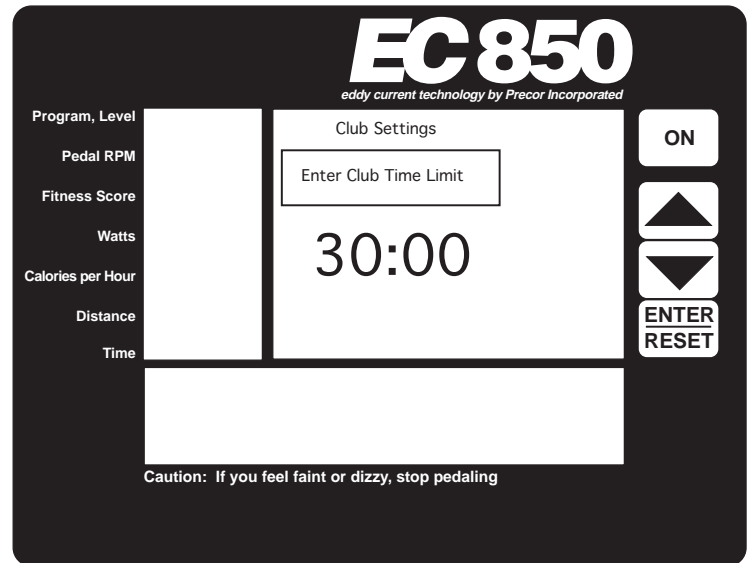 EC850
eddy current technology by Precor Incorporated
Program, Level
Pedal RPM
Fitness Score
Watts
Calories per Hour
Distance
Time
Club Settings
Enter Club Time Limit
30:00
ON
ENTER
RESET
Caution: If you feel faint or dizzy, stop pedaling